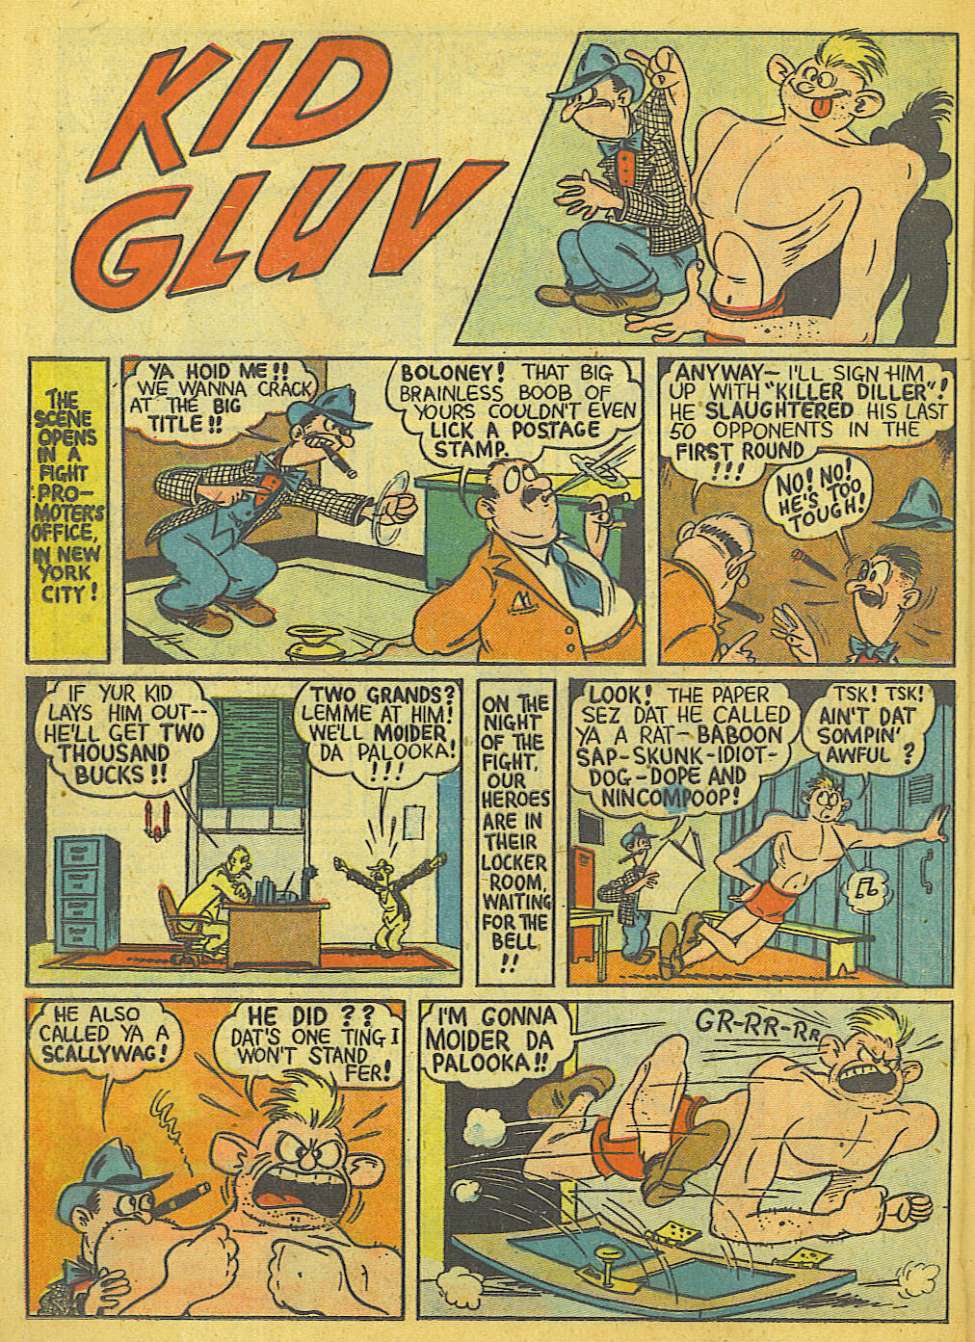 KID
GLUV
THE
SCENE
OPENS
IN A
FIGHT
PRO-
MOTER'S
OFFICE,
IN NEW
YORK
CITY!
YA HOID ME!!
WE WANNA CRACK
AT THE BIG
TITLE!!
BOLONEY! THAT BIG
BRAINLESS BOOB OF
YOURS COULDN'T EVEN
LICK A POSTAGE
STAMP.
ANYWAY- I'LL SIGN HIM
UP WITH "KILLER DILLER"!
HE SLAUGHTERED HIS LAST
50 OPPONENTS IN THE
FIRST ROUND
!!!
NO! NO!
HE'S TOO
TOUGH!
IF YUR KID
LAYS HIM OUT--
HE'LL GET TWO
THOUSAND
BUCKS!!
TWO GRANDS?
LEMME AT HIM!
WE'LL MOIDER
DA PALOOKA!
!!!
ON THE
NIGHT
OF THE
FIGHT,
OUR
HEROES
ARE IN
THEIR
LOCKER
ROOM,
WAITING
FOR THE
BELL
!!
LOOK! THE PAPER
SEZ DAT HE CALLED
YA A RAT- BABOON
SAP-SKUNK-IDIOT-
DOG-DOPE AND
NINCOMPOOP!
TSK! TSK!
AIN'T DAT
SOMPIN'
AWFUL?
HE ALSO
CALLED YA A
SCALLYWAG!
HE DID??
DAT'S ONE TING I
WON'T STAND
FER!
I'M GONNA
MOIDER DA
PALOOKA!!
GR-RR-RR